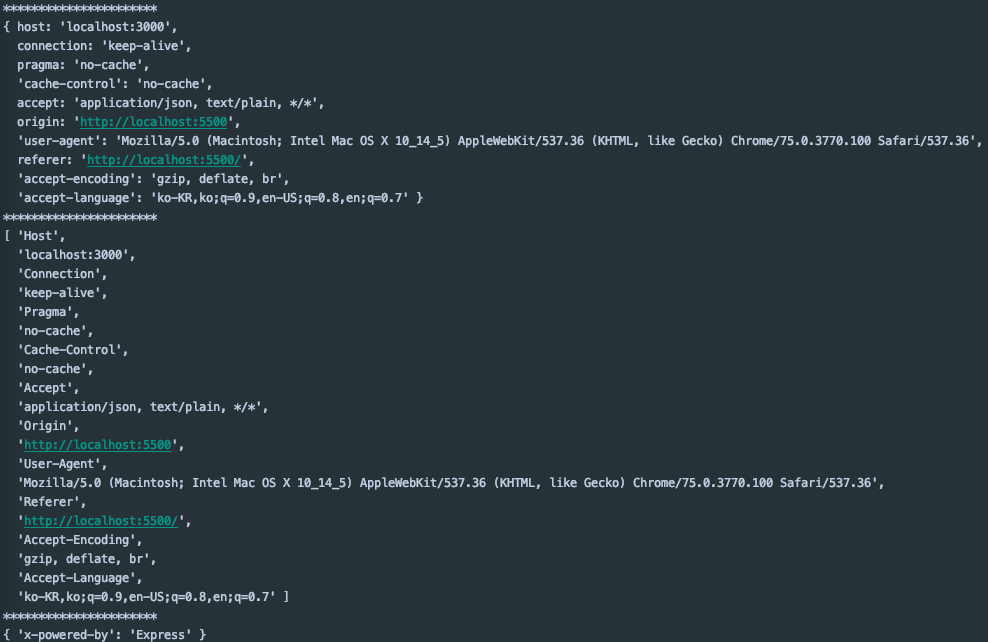 **********************
{ host: 'localhost:3000',
  connection: 'keep-alive',
  pragma: 'no-cache',
  'cache-control': 'no-cache',
  accept: 'application/json, text/plain, */*',
  origin: 'http://localhost:5500',
  'user-agent': 'Mozilla/5.0 (Macintosh; Intel Mac OS X 10_14_5) AppleWebKit/537.36 (KHTML, like Gecko) Chrome/75.0.3770.100 Safari/537.36',
  referer: 'http://localhost:5500/',
  'accept-encoding': 'gzip, deflate, br',
  'accept-language': 'ko-KR,ko;q=0.9,en-US;q=0.8,en;q=0.7' }
**********************
[ 'Host',
  'localhost:3000',
  'Connection',
  'keep-alive',
  'Pragma',
  'no-cache',
  'Cache-Control',
  'no-cache',
  'Accept',
  'application/json, text/plain, */*',
  'Origin',
  'http://localhost:5500',
  'User-Agent',
  'Mozilla/5.0 (Macintosh; Intel Mac OS X 10_14_5) AppleWebKit/537.36 (KHTML, like Gecko) Chrome/75.0.3770.100 Safari/537.36',
  'Referer',
  'http://localhost:5500/',
  'Accept-Encoding',
  'gzip, deflate, br',
  'Accept-Language',
  'ko-KR,ko;q=0.9,en-US;q=0.8,en;q=0.7' ]
**********************
{ 'x-powered-by': 'Express' }